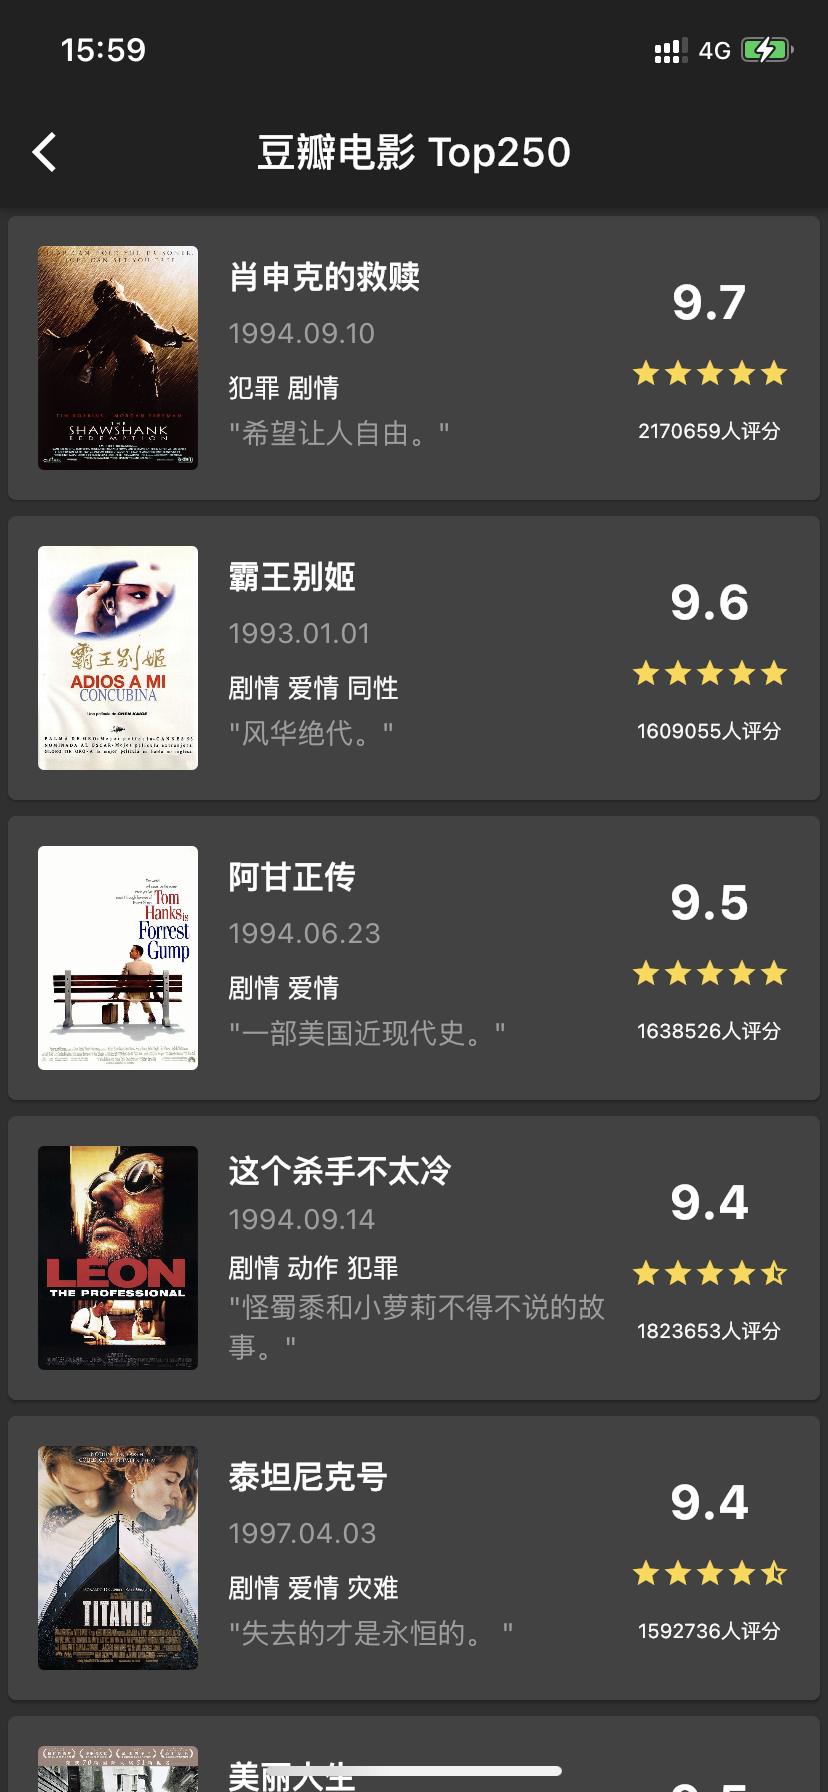 15:59
4G
豆瓣电影 Top250
THE
SHAWSHANK
REDEMPTION
肖申克的救赎
1994.09.10
犯罪 剧情
"希望让人自由。"
9.7
2170659人评分
霸王别姬
ADIOS A MI
CONCUBINA
霸王别姬
1993.01.01
剧情 爱情 同性
"风华绝代。"
9.6
1609055人评分
Tom
Hanks is
Forrest
Gump
阿甘正传
1994.06.23
剧情 爱情
"一部美国近现代史。"
9.5
1638526人评分
LEON
THE PROFESSIONAL
这个杀手不太冷
1994.09.14
剧情 动作 犯罪
"怪蜀黍和小萝莉不得不说的故
事。"
9.4
1823653人评分
TITANIC
泰坦尼克号
1997.04.03
剧情 爱情 灾难
"失去的才是永恒的。"
9.4
1592736人评分
美丽人生
9.5